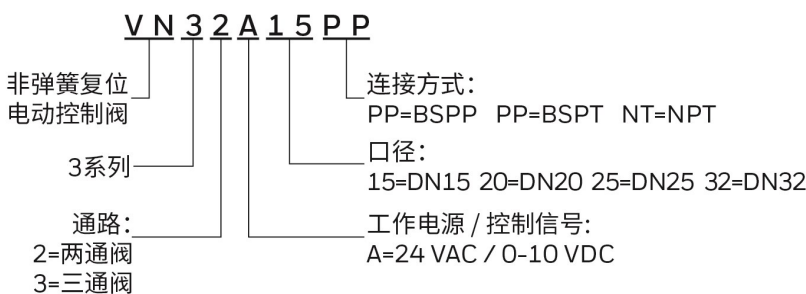 VN32A15PP
非弹簧复位
电动控制阀
3系列
通路：
2=两通阀
3=三通阀
连接方式：
PP=BSPP PP=BSPT NT=NPT
口径：
15=DN15 20=DN20 25=DN25 32=DN32
工作电源 / 控制信号:
A=24 VAC / 0-10 VDC